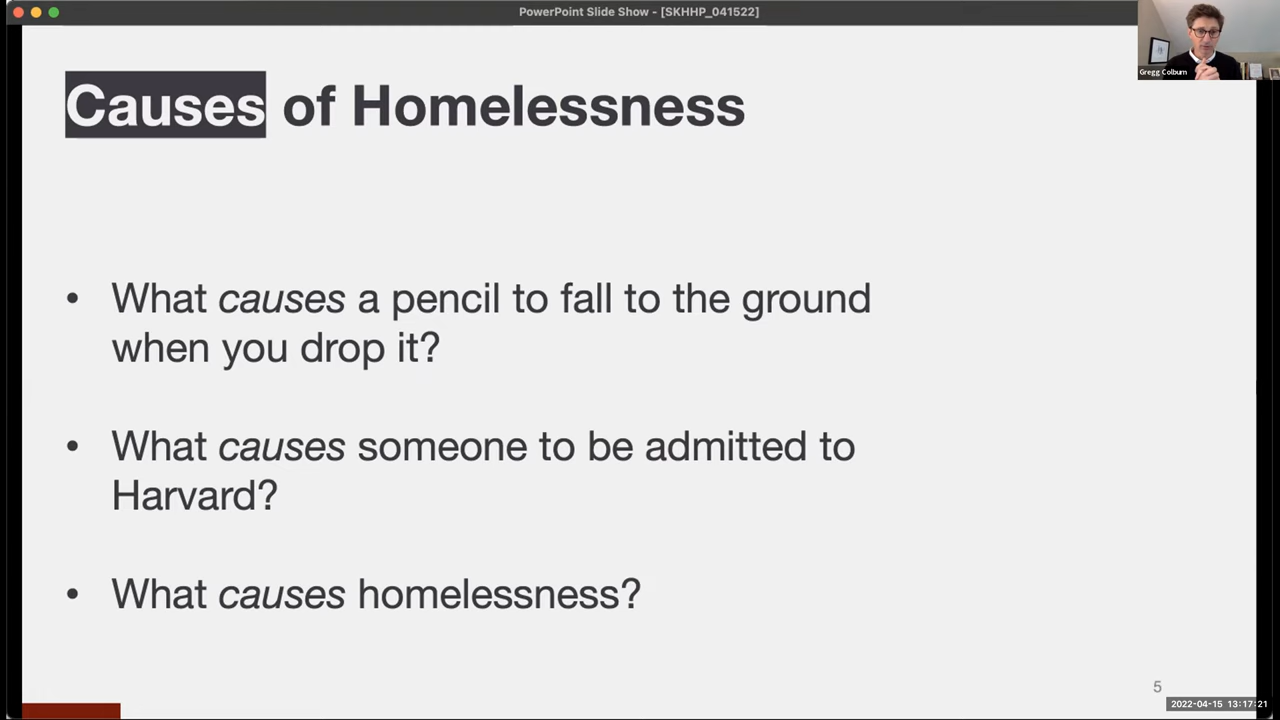 PowerPoint Slide Show - [SKHHP_041522]
Gregg Colburn
Causes of Homelessness
• What causes a pencil to fall to the ground
when you drop it?
• What causes someone to be admitted to
Harvard?
• What causes homelessness?
5
2022-04-15 13:17:21